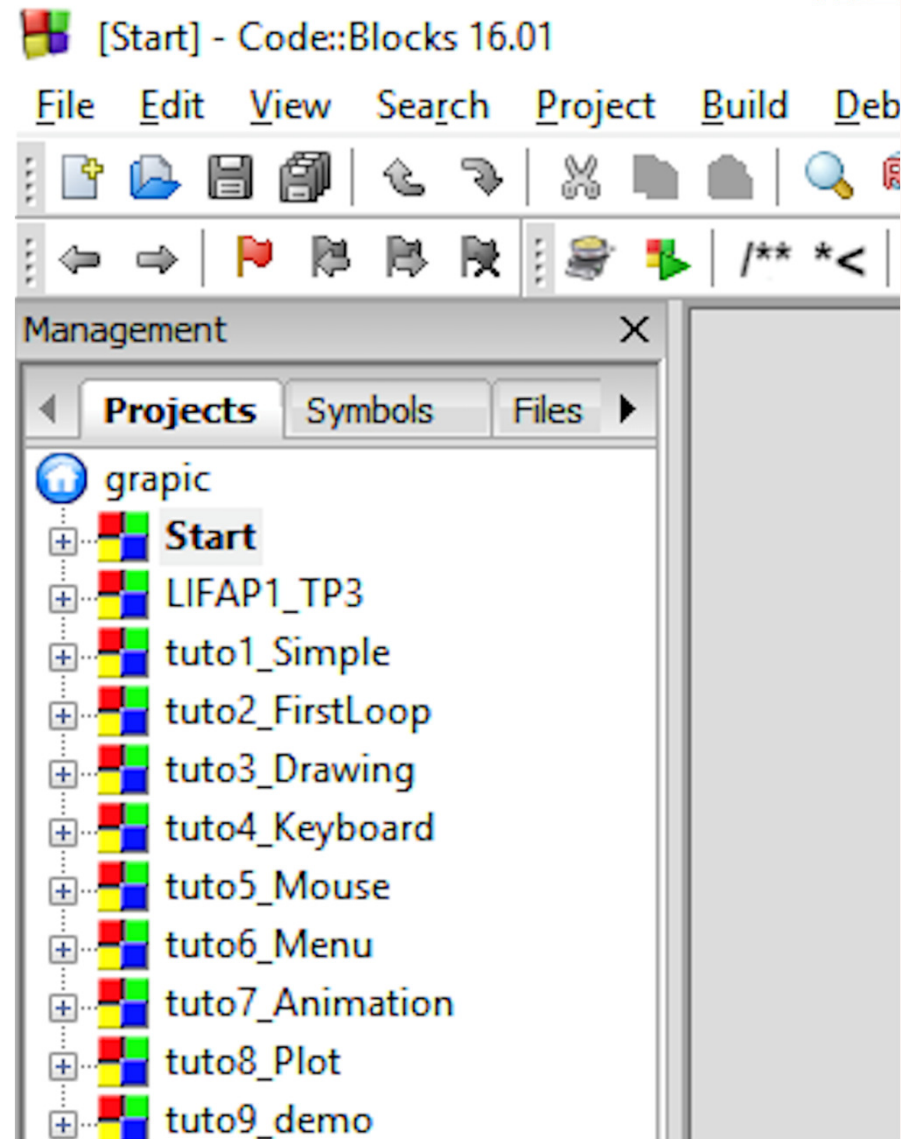 [Start] - Code::Blocks 16.01
File Edit View Search Project Build Deb
/** *<
Management
Projects Symbols Files
grapic
Start
LIFAP1_TP3
tuto1_Simple
tuto2_FirstLoop
tuto3_Drawing
tuto4_Keyboard
tuto5_Mouse
tuto6_Menu
tuto7_Animation
tuto8_Plot
tuto9_demo